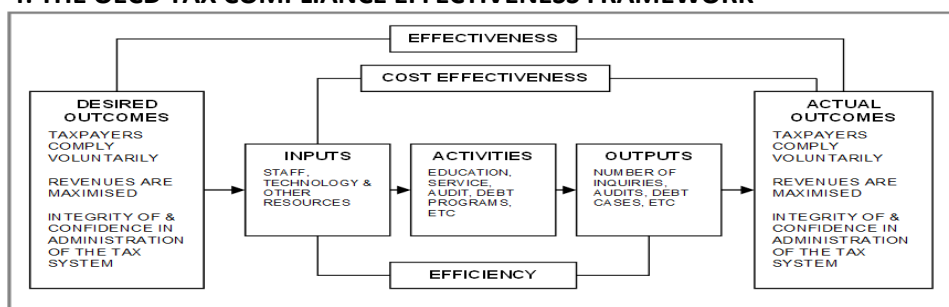 4. THE OECD TAX COMPLIANCE EFFECTIVENESS FRAMEWORK
EFFECTIVENESS
COST EFFECTIVENESS
DESIRED
OUTCOMES
TAXPAYERS
COMPLY
VOLUNTARILY
REVENUES ARE
MAXIMISED
INTEGRITY OF &
CONFIDENCE IN
ADMINISTRATION
OF THE TAX
SYSTEM
INPUTS
STAFF,
TECHNOLOGY &
OTHER
RESOURCES
ACTIVITIES
EDUCATION,
SERVICE,
AUDIT, DEBT
PROGRAMS,
ETC
OUTPUTS
NUMBER OF
INQUIRIES,
AUDITS, DEBT
CASES, ETC
ACTUAL
OUTCOMES
TAXPAYERS
COMPLY
VOLUNTARILY
REVENUES ARE
MAXIMISED
INTEGRITY OF &
CONFIDENCE IN
ADMINISTRATION
OF THE TAX
SYSTEM
EFFICIENCY